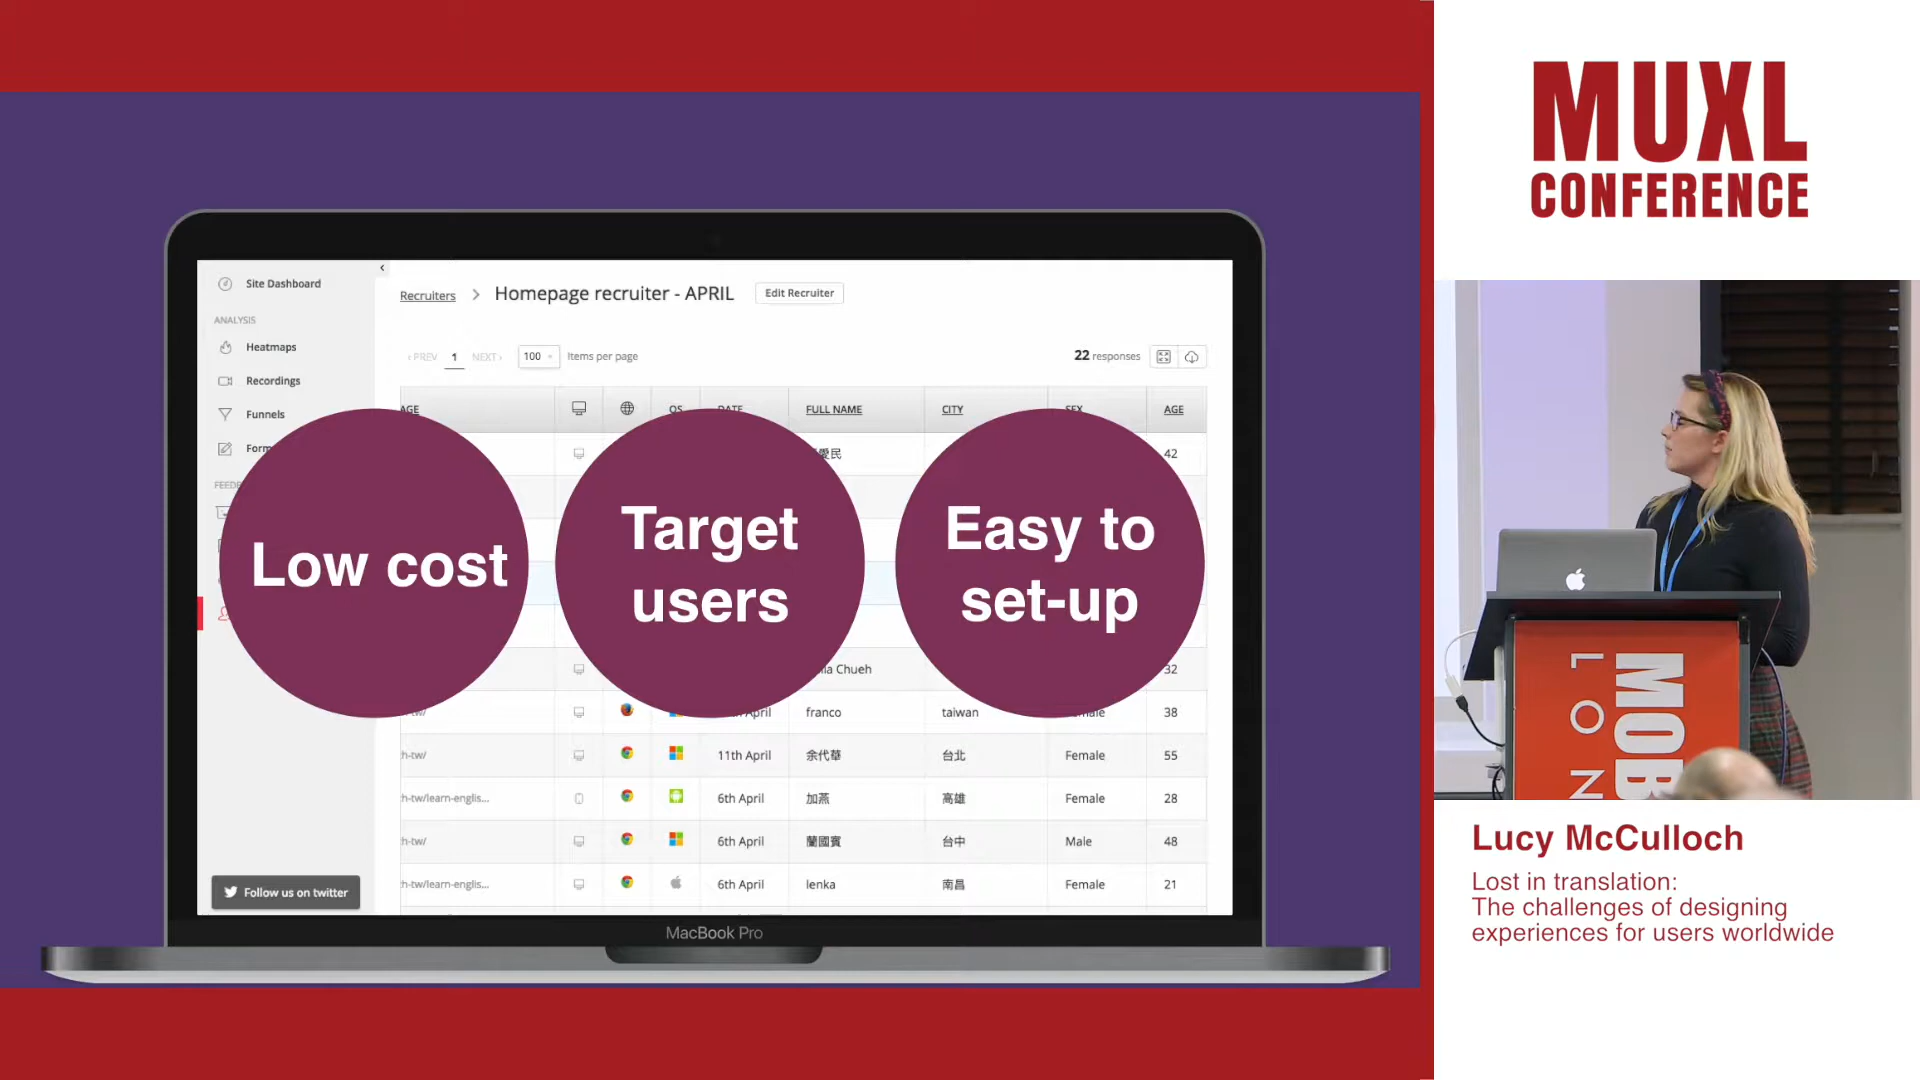 MUXL
CONFERENCE
Site Dashboard
ANALYSIS
Heatmaps
Recordings
Funnels
Recruiters > Homepage recruiter - APRIL Edit Recruiter
‹ PREV 1 NEXT › 100 Items per page
22 responses
FULL NAME CITY AGE
42
Low cost
Target
users
Easy to
set-up
Chueh 32
franco taiwan 38
h-tw/ 11th April 余代華 台北 Female 55
h-tw/learn-englis... 6th April 加燕 高雄 Female 28
h-tw/ 6th April 蘭國賓 台中 Male 48
h-tw/learn-englis... 6th April lenka 南昌 Female 21
Follow us on twitter
MacBook Pro
MOB
LON
Lucy McCulloch
Lost in translation:
The challenges of designing
experiences for users worldwide